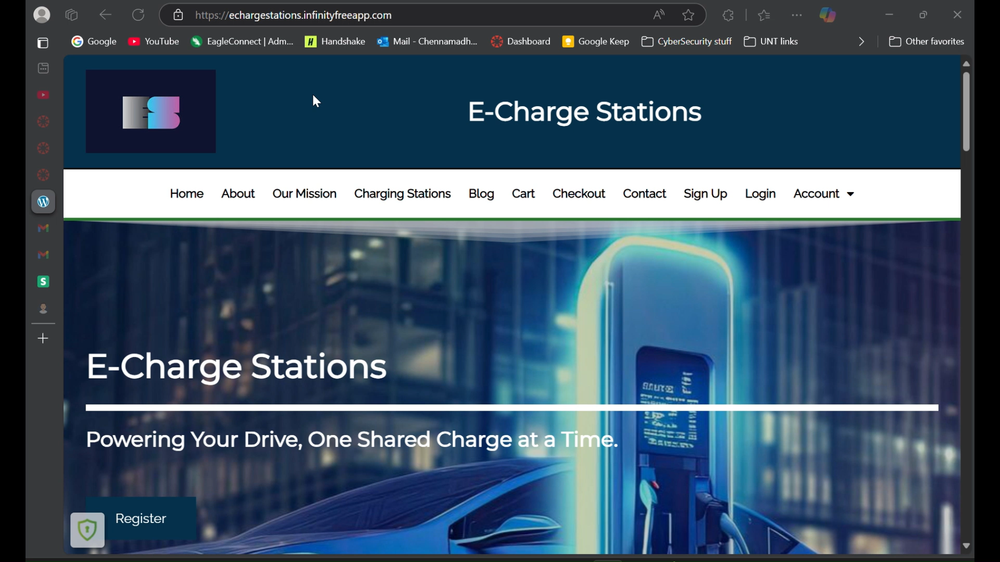 https://echargestations.infinityfreeapp.com
Google YouTube EagleConnect | Adm... Handshake Mail - Chennamadh... Dashboard Google Keep CyberSecurity stuff UNT links Other favorites
ES
E-Charge Stations
Home About Our Mission Charging Stations Blog Cart Checkout Contact Sign Up Login Account
E-Charge Stations
Powering Your Drive, One Shared Charge at a Time.
Register